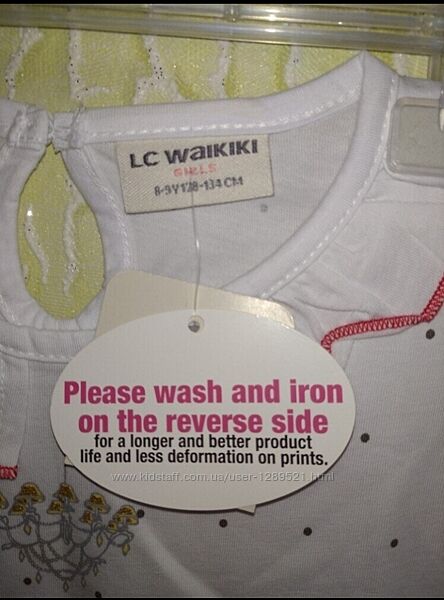 LC WAIKIKI
GIRLS
8-9Y 128-134 CM
Please wash and iron
on the reverse side
for a longer and better product
life and less deformation on prints.
www.kidstaff.com.ua/user-1289521.html